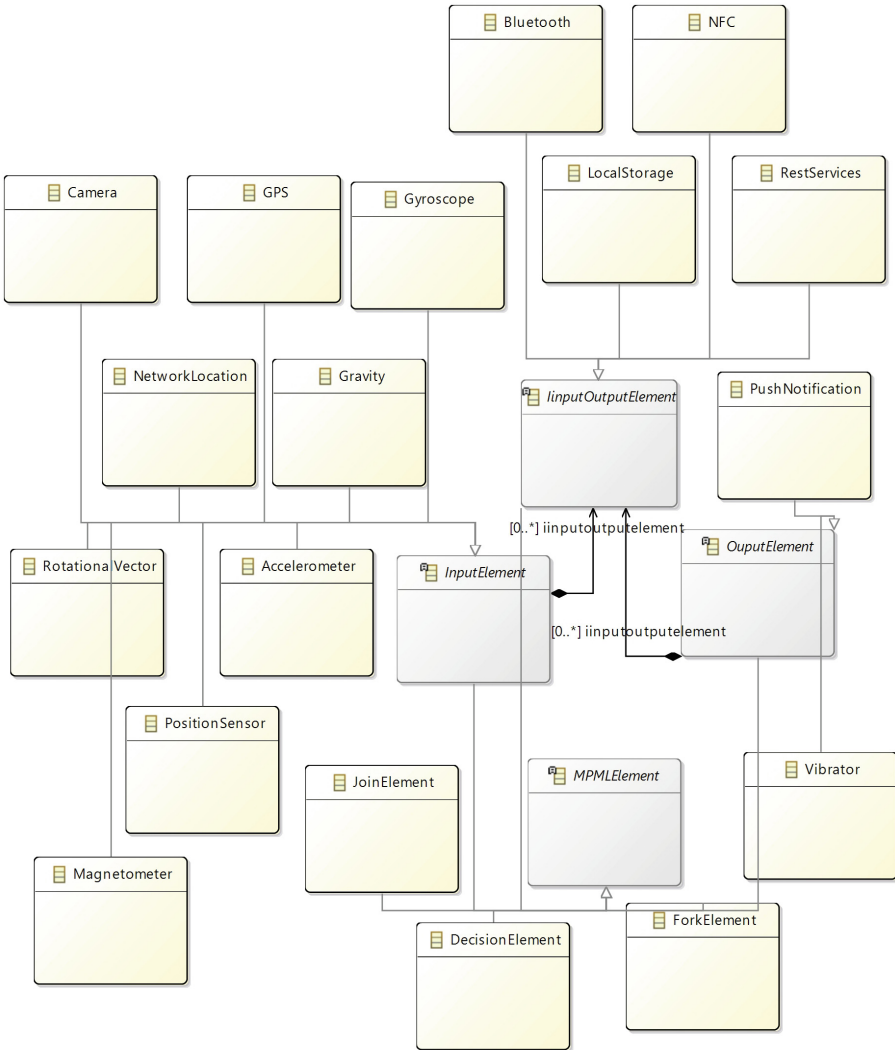 Bluetooth
NFC
LocalStorage
RestServices
Camera
GPS
Gyroscope
NetworkLocation
Gravity
IinputOutputElement
PushNotification
[0..*] iinputoutputelement
OuputElement
RotationalVector
Accelerometer
InputElement
[0..*] iinputoutputelement
PositionSensor
JoinElement
MPMLElement
Vibrator
Magnetometer
DecisionElement
ForkElement